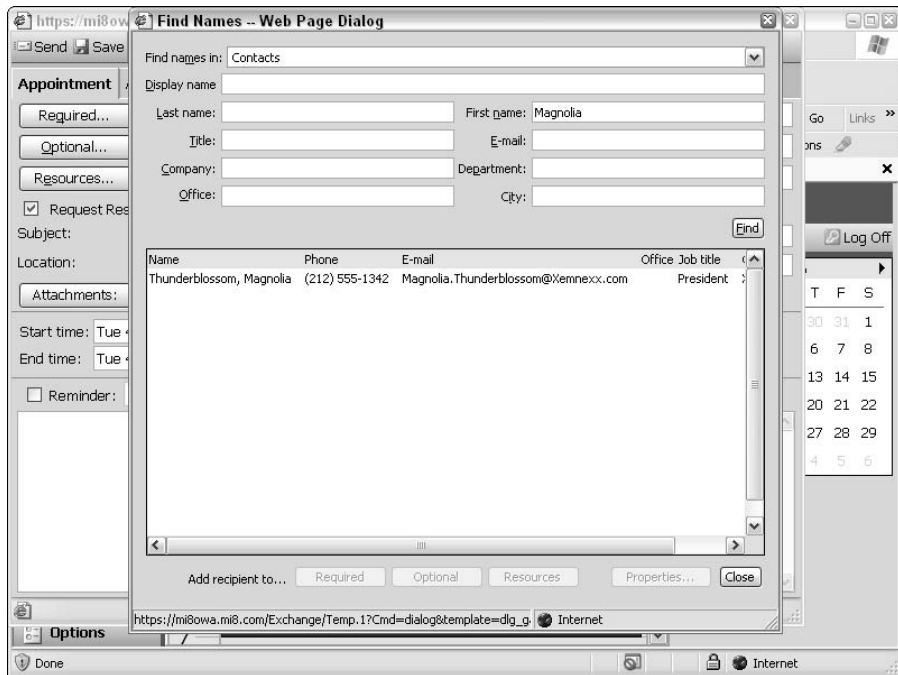 https://mi8ow
Find Names -- Web Page Dialog
Send Save
Appointment
Required...
Optional...
Resources...
Request Res
Subject:
Location:
Attachments:
Start time: Tue
End time: Tue
Reminder:
Options
Done
Find names in: Contacts
Display name
Last name: First name: Magnolia
Title: E-mail:
Company: Department:
Office: City:
Find
Name Phone E-mail Office Job title
Thunderblossom, Magnolia (212) 555-1342 Magnolia.Thunderblossom@Xemnexx.com President
Add recipient to... Required Optional Resources Properties... Close
https://mi8owa.mi8.com/Exchange/Temp.1?Cmd=dialog&template=dlg_g Internet
Go Links »
ons
Log Off
T F S
30 31 1
6 7 8
13 14 15
20 21 22
27 28 29
4 5 6
7
Internet